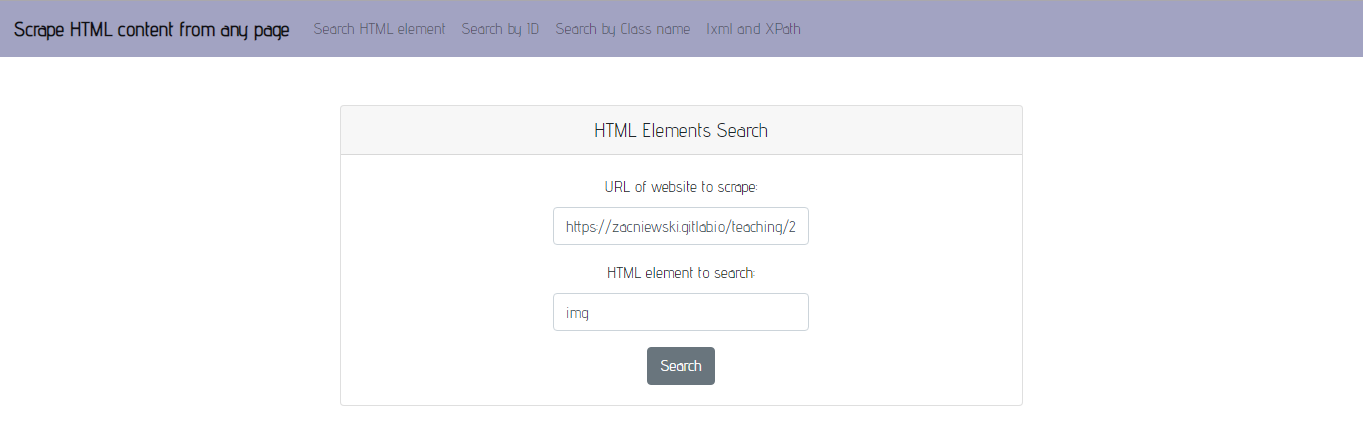 Scrape HTML content from any page Search HTML element Search by ID Search by Class name lxml and XPath
HTML Elements Search
URL of website to scrape:
https://zacniewski.gitlab.io/teaching/2
HTML element to search:
img
Search